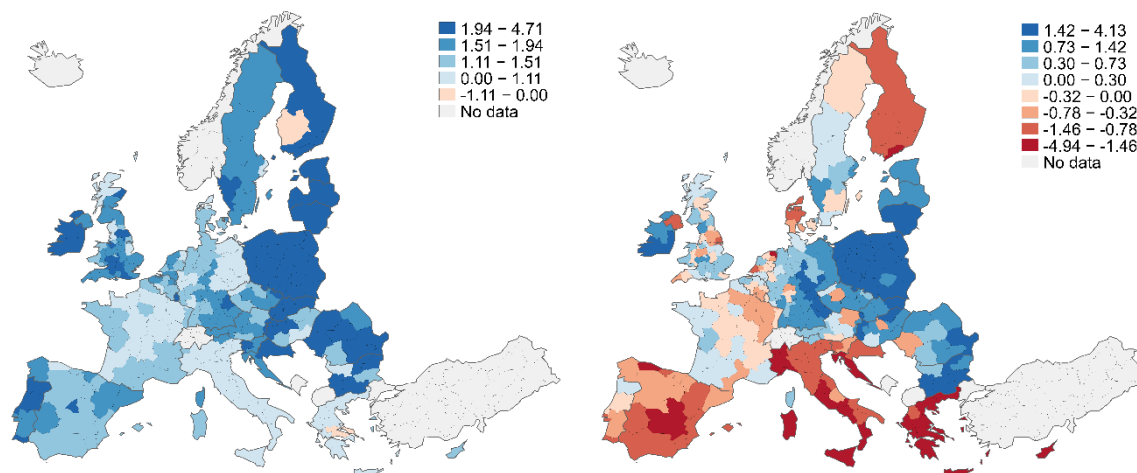 1.94 – 4.71
1.51 – 1.94
1.11 – 1.51
0.00 – 1.11
-1.11 – 0.00
No data
1.42 – 4.13
0.73 – 1.42
0.30 – 0.73
0.00 – 0.30
-0.32 – 0.00
-0.78 – -0.32
-1.46 – -0.78
-4.94 – -1.46
No data